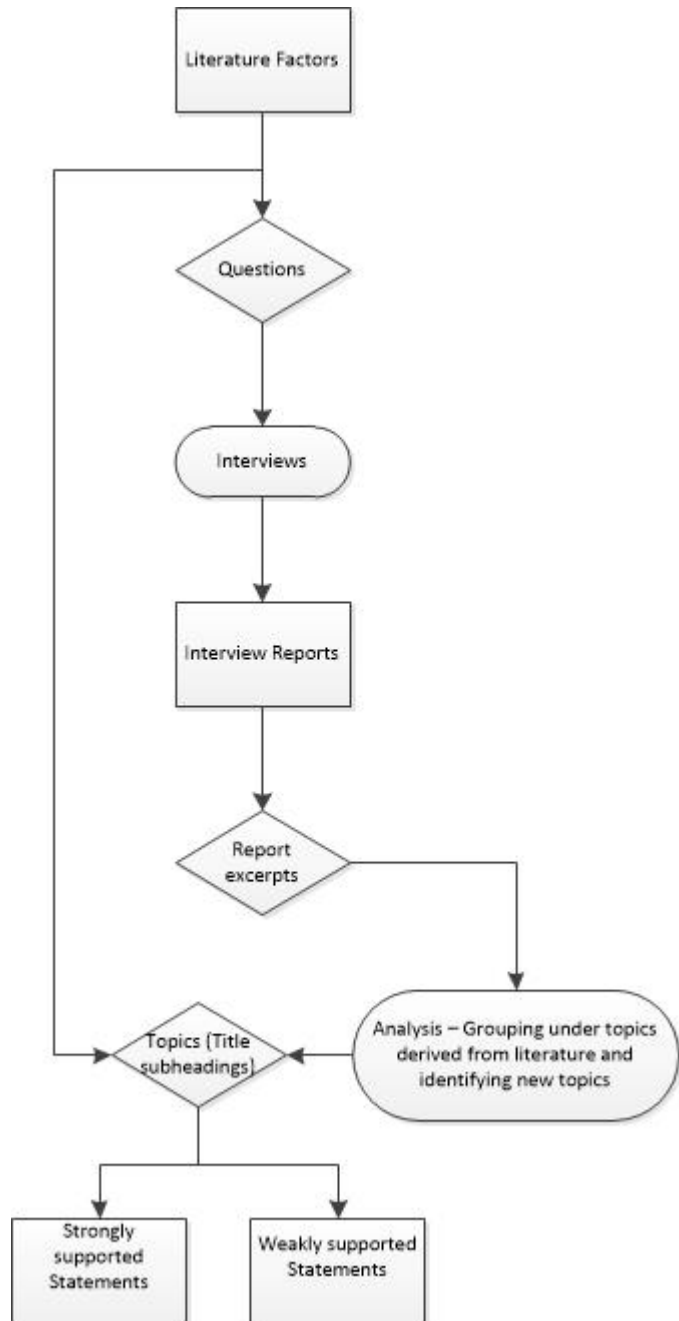 Literature Factors
Questions
Interviews
Interview Reports
Report
excerpts
Analysis – Grouping under topics
derived from literature and
identifying new topics
Topics (Title
subheadings)
Strongly
supported
Statements
Weakly supported
Statements